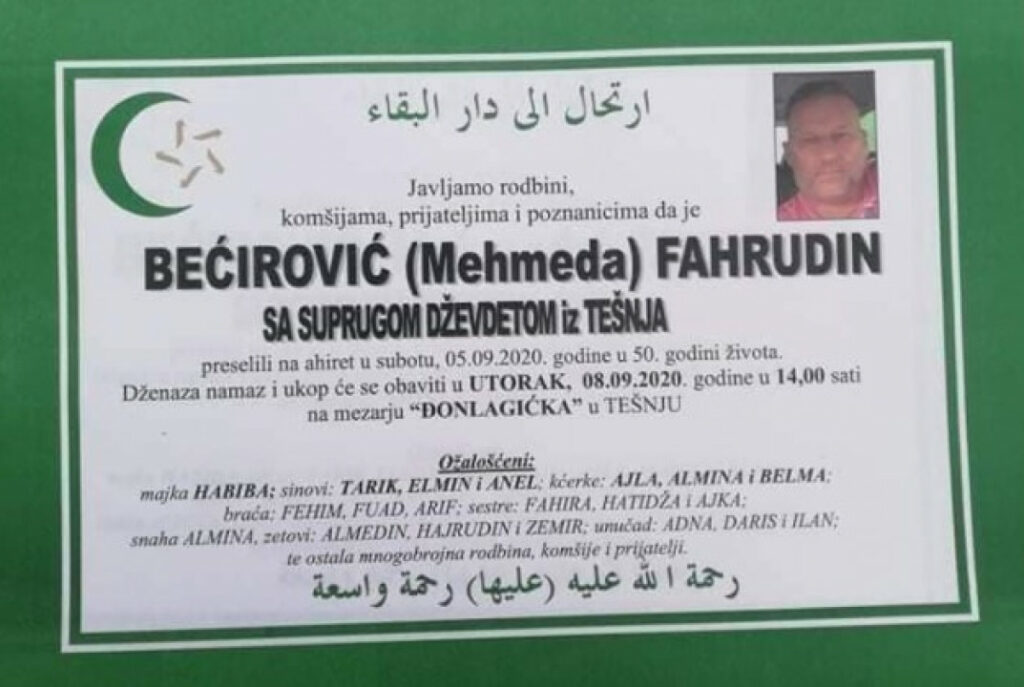 ارتحال الى دار البقاء
Javljamo rodbini,
komšijama, prijateljima i poznanicima da je
BEĆIROVIĆ (Mehmeda) FAHRUDIN
SA SUPRUGOM DŽEVDETOM iz TEŠNJA
preselili na ahiret u subotu, 05.09.2020. godine u 50. godini života.
Dženaza namaz i ukop će se obaviti u UTORAK, 08.09.2020. godine u 14,00 sati
na mezarju “ĐONLAGIĆKA” u TEŠNJU
Ožalošćeni:
majka HABIBA; sinovi: TARIK, ELMIN i ANEL; kćerke: AJLA, ALMINA i BELMA;
braća: FEHIM, FUAD, ARIF; sestre: FAHIRA, HATIDŽA i AJKA;
snaha ALMINA, zetovi: ALMEDIN, HAJRUDIN i ZEMIR; unučad: ADNA, DARIS i ILAN;
te ostala mnogobrojna rodbina, komšije i prijatelji.
رحمة الله عليه (عليها) رحمة واسعة